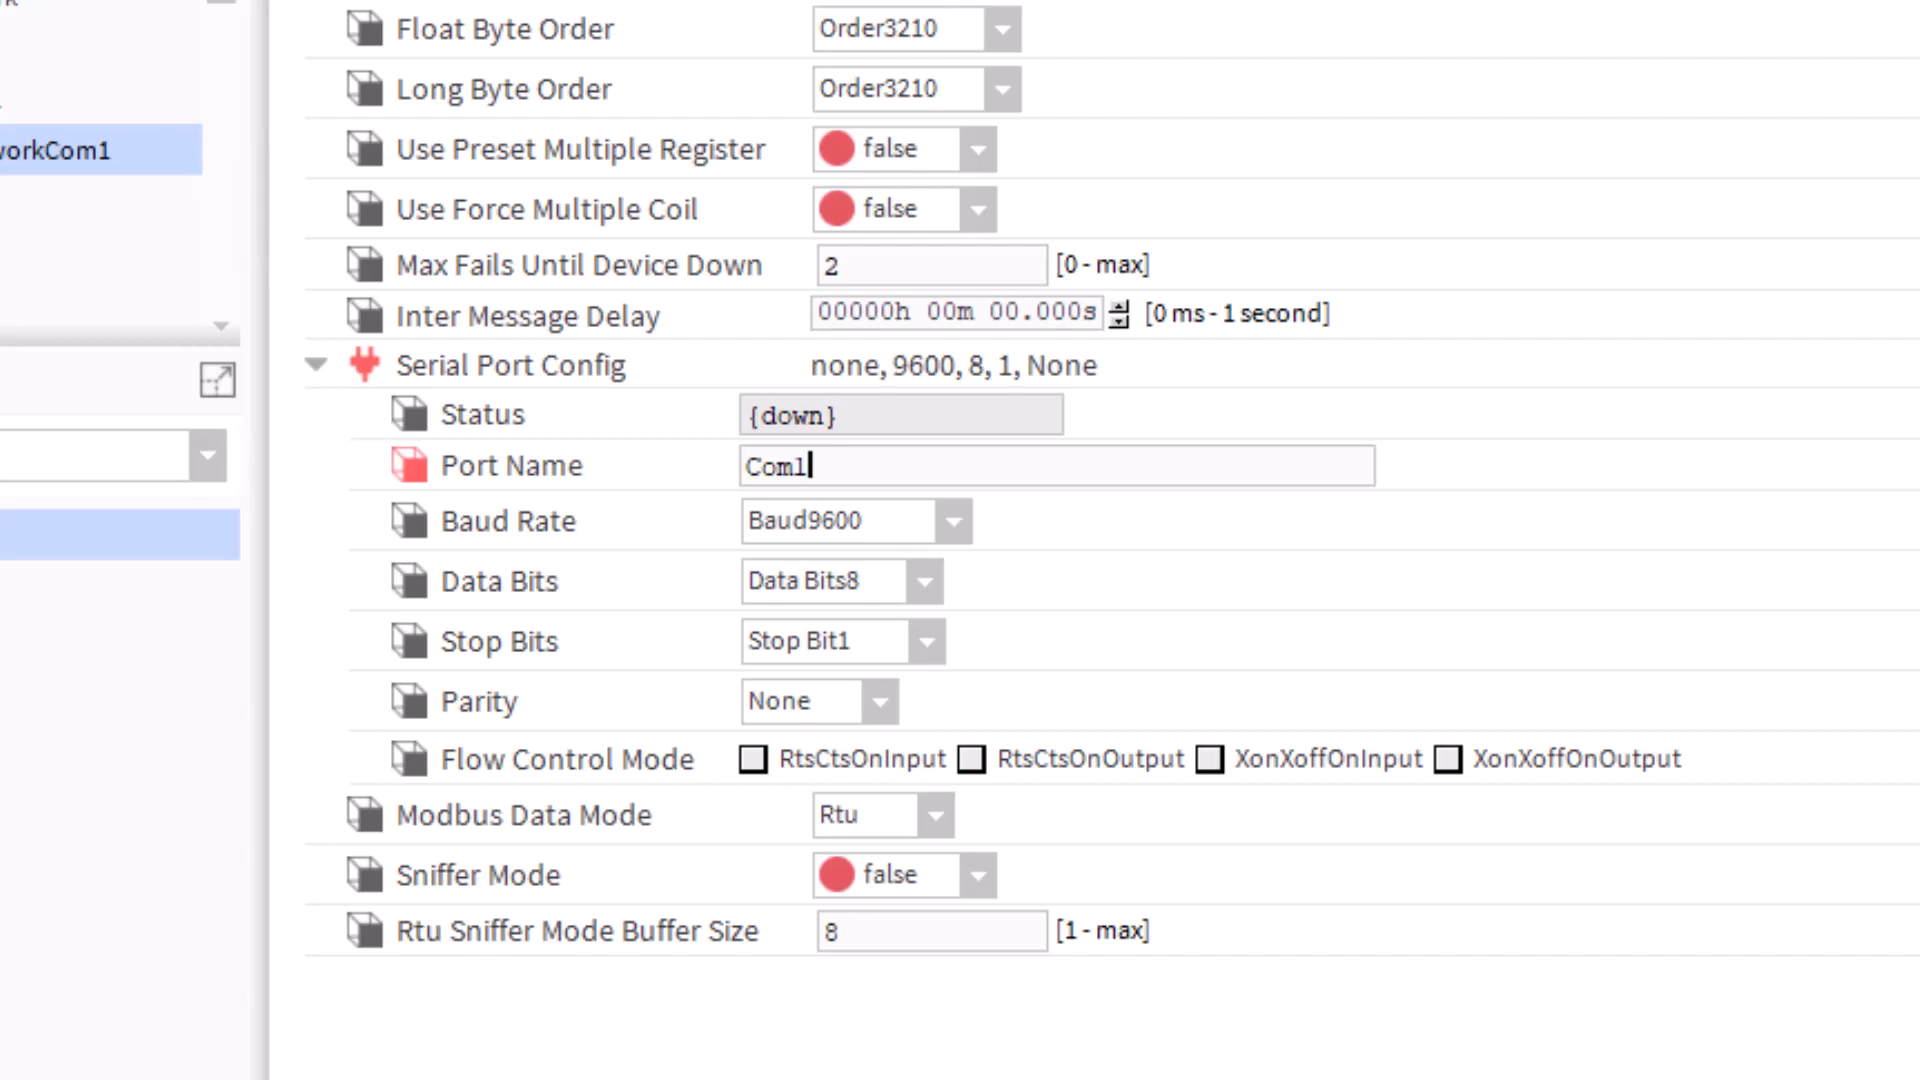 Float Byte Order Order3210
Long Byte Order Order3210
workCom1
Use Preset Multiple Register false
Use Force Multiple Coil false
Max Fails Until Device Down 2 [0 - max]
Inter Message Delay 00000h 00m 00.000s [0 ms - 1 second]
Serial Port Config none, 9600, 8, 1, None
Status {down}
Port Name Com1
Baud Rate Baud9600
Data Bits Data Bits8
Stop Bits Stop Bit1
Parity None
Flow Control Mode RtsCtsOnInput RtsCtsOnOutput XonXoffOnInput XonXoffOnOutput
Modbus Data Mode Rtu
Sniffer Mode false
Rtu Sniffer Mode Buffer Size 8 [1 - max]